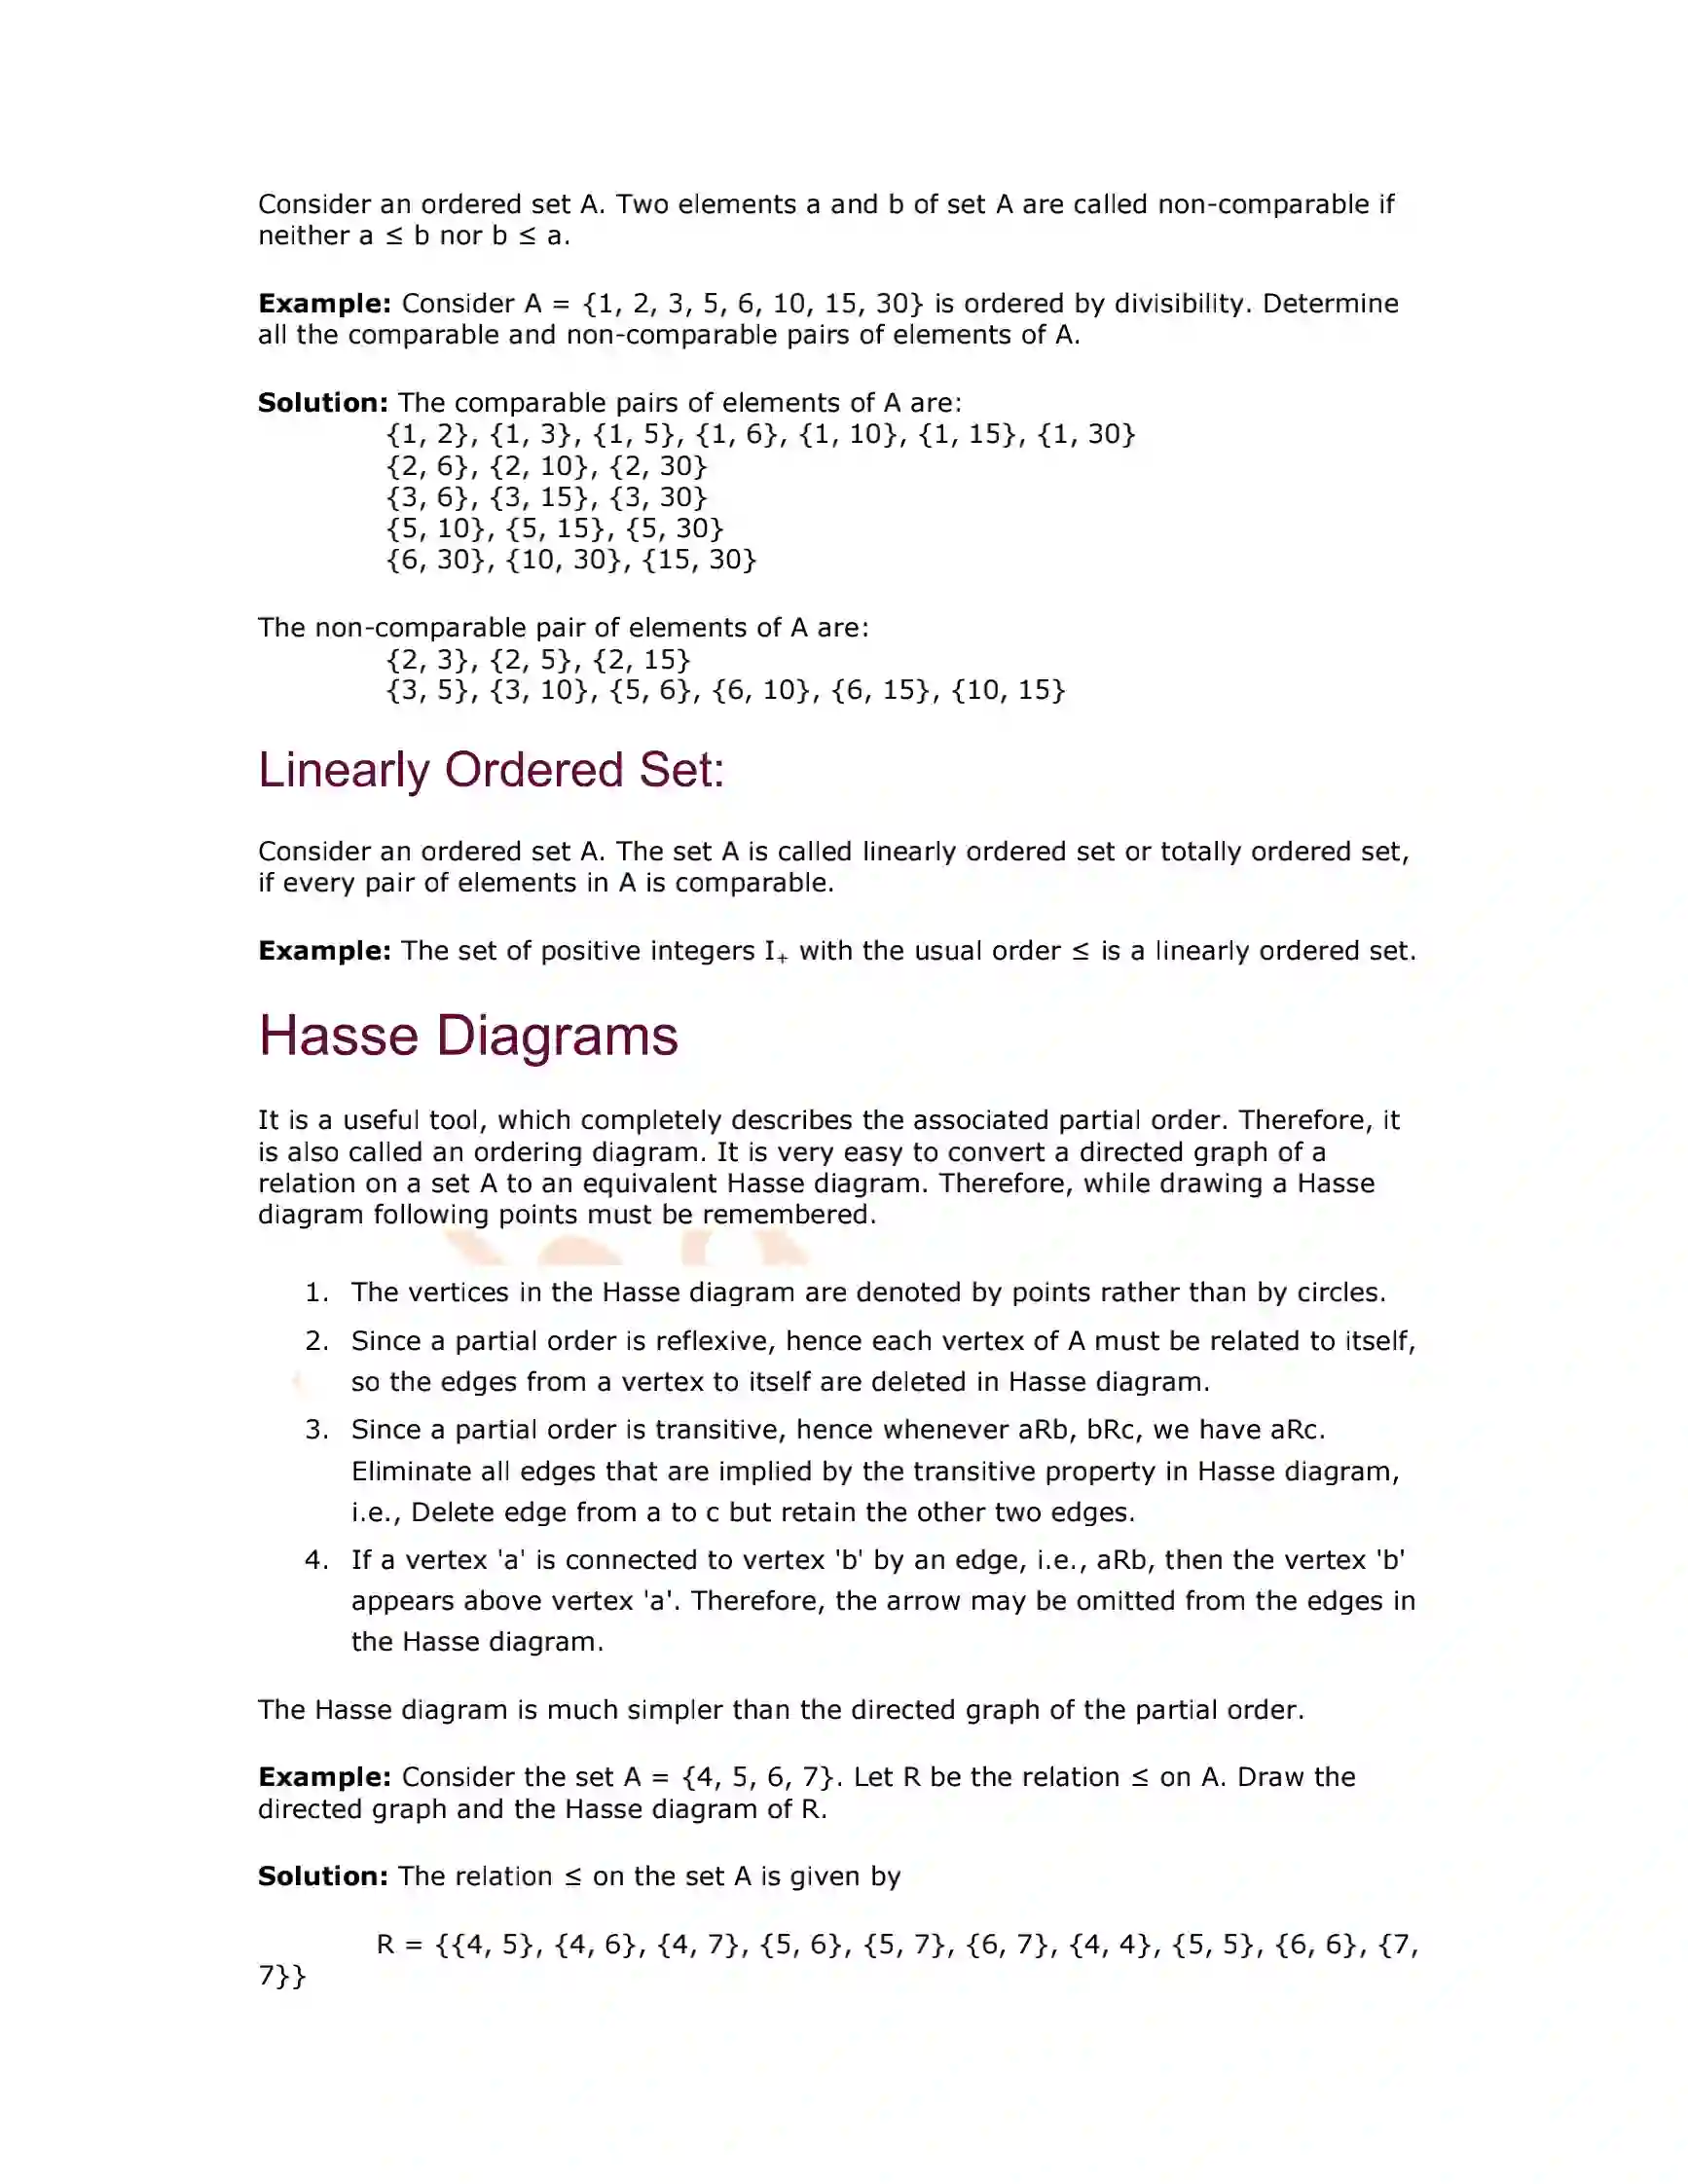 Consider an ordered set A. Two elements a and b of set A are called non-comparable if
neither a ≤ b nor b ≤ a.
Example: Consider A = {1, 2, 3, 5, 6, 10, 15, 30} is ordered by divisibility. Determine
all the comparable and non-comparable pairs of elements of A.
Solution: The comparable pairs of elements of A are:
{1, 2}, {1, 3}, {1, 5}, {1, 6}, {1, 10}, {1, 15}, {1, 30}
{2, 6}, {2, 10}, {2, 30}
{3, 6}, {3, 15}, {3, 30}
{5, 10}, {5, 15}, {5, 30}
{6, 30}, {10, 30}, {15, 30}
The non-comparable pair of elements of A are:
{2, 3}, {2, 5}, {2, 15}
{3, 5}, {3, 10}, {5, 6}, {6, 10}, {6, 15}, {10, 15}
Linearly Ordered Set:
Consider an ordered set A. The set A is called linearly ordered set or totally ordered set,
if every pair of elements in A is comparable.
Example: The set of positive integers I₊ with the usual order ≤ is a linearly ordered set.
Hasse Diagrams
It is a useful tool, which completely describes the associated partial order. Therefore, it
is also called an ordering diagram. It is very easy to convert a directed graph of a
relation on a set A to an equivalent Hasse diagram. Therefore, while drawing a Hasse
diagram following points must be remembered.
1. The vertices in the Hasse diagram are denoted by points rather than by circles.
2. Since a partial order is reflexive, hence each vertex of A must be related to itself,
so the edges from a vertex to itself are deleted in Hasse diagram.
3. Since a partial order is transitive, hence whenever aRb, bRc, we have aRc.
Eliminate all edges that are implied by the transitive property in Hasse diagram,
i.e., Delete edge from a to c but retain the other two edges.
4. If a vertex 'a' is connected to vertex 'b' by an edge, i.e., aRb, then the vertex 'b'
appears above vertex 'a'. Therefore, the arrow may be omitted from the edges in
the Hasse diagram.
The Hasse diagram is much simpler than the directed graph of the partial order.
Example: Consider the set A = {4, 5, 6, 7}. Let R be the relation ≤ on A. Draw the
directed graph and the Hasse diagram of R.
Solution: The relation ≤ on the set A is given by
R = {{4, 5}, {4, 6}, {4, 7}, {5, 6}, {5, 7}, {6, 7}, {4, 4}, {5, 5}, {6, 6}, {7,
7}}